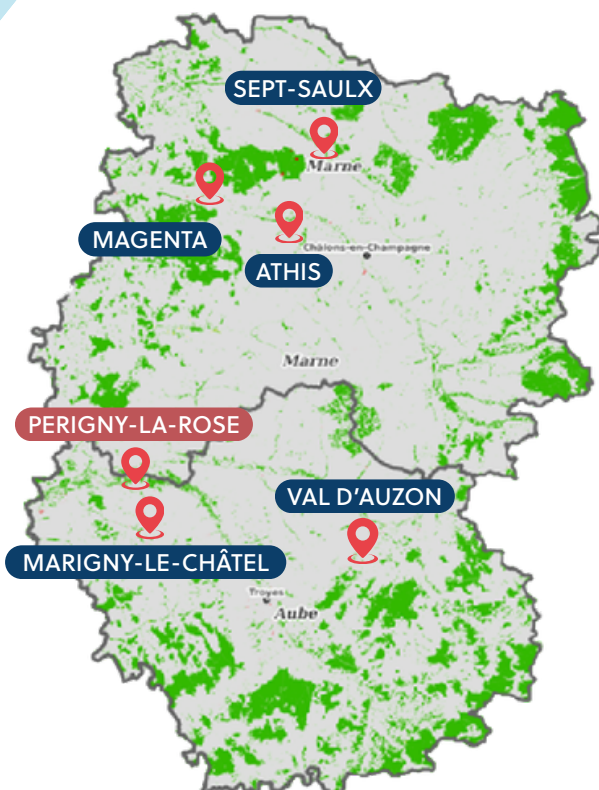 SEPT-SAULX
Marne
MAGENTA
Châlons-en-Champagne
ATHIS
Marne
PERIGNY-LA-ROSE
VAL D'AUZON
MARIGNY-LE-CHÂTEL
Troyes
Aube